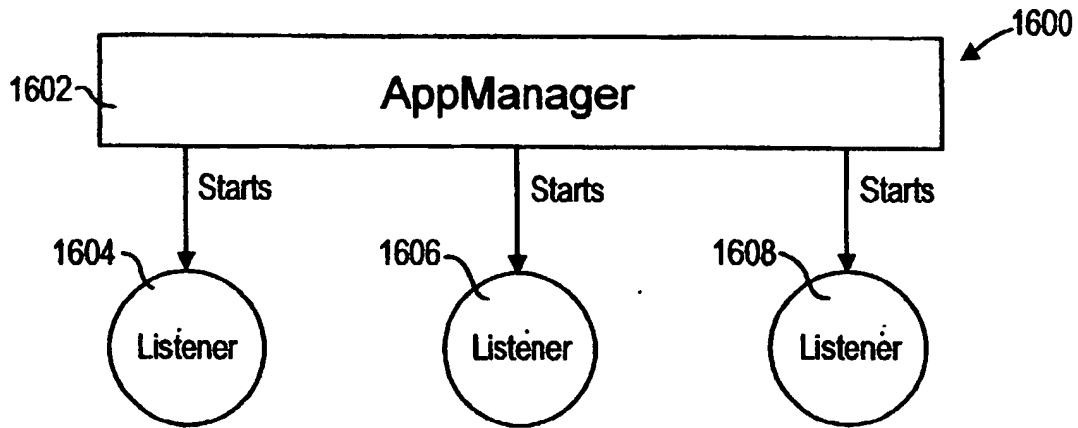 1600
1602
AppManager
Starts
Starts
Starts
1604
1606
1608
Listener
Listener
Listener